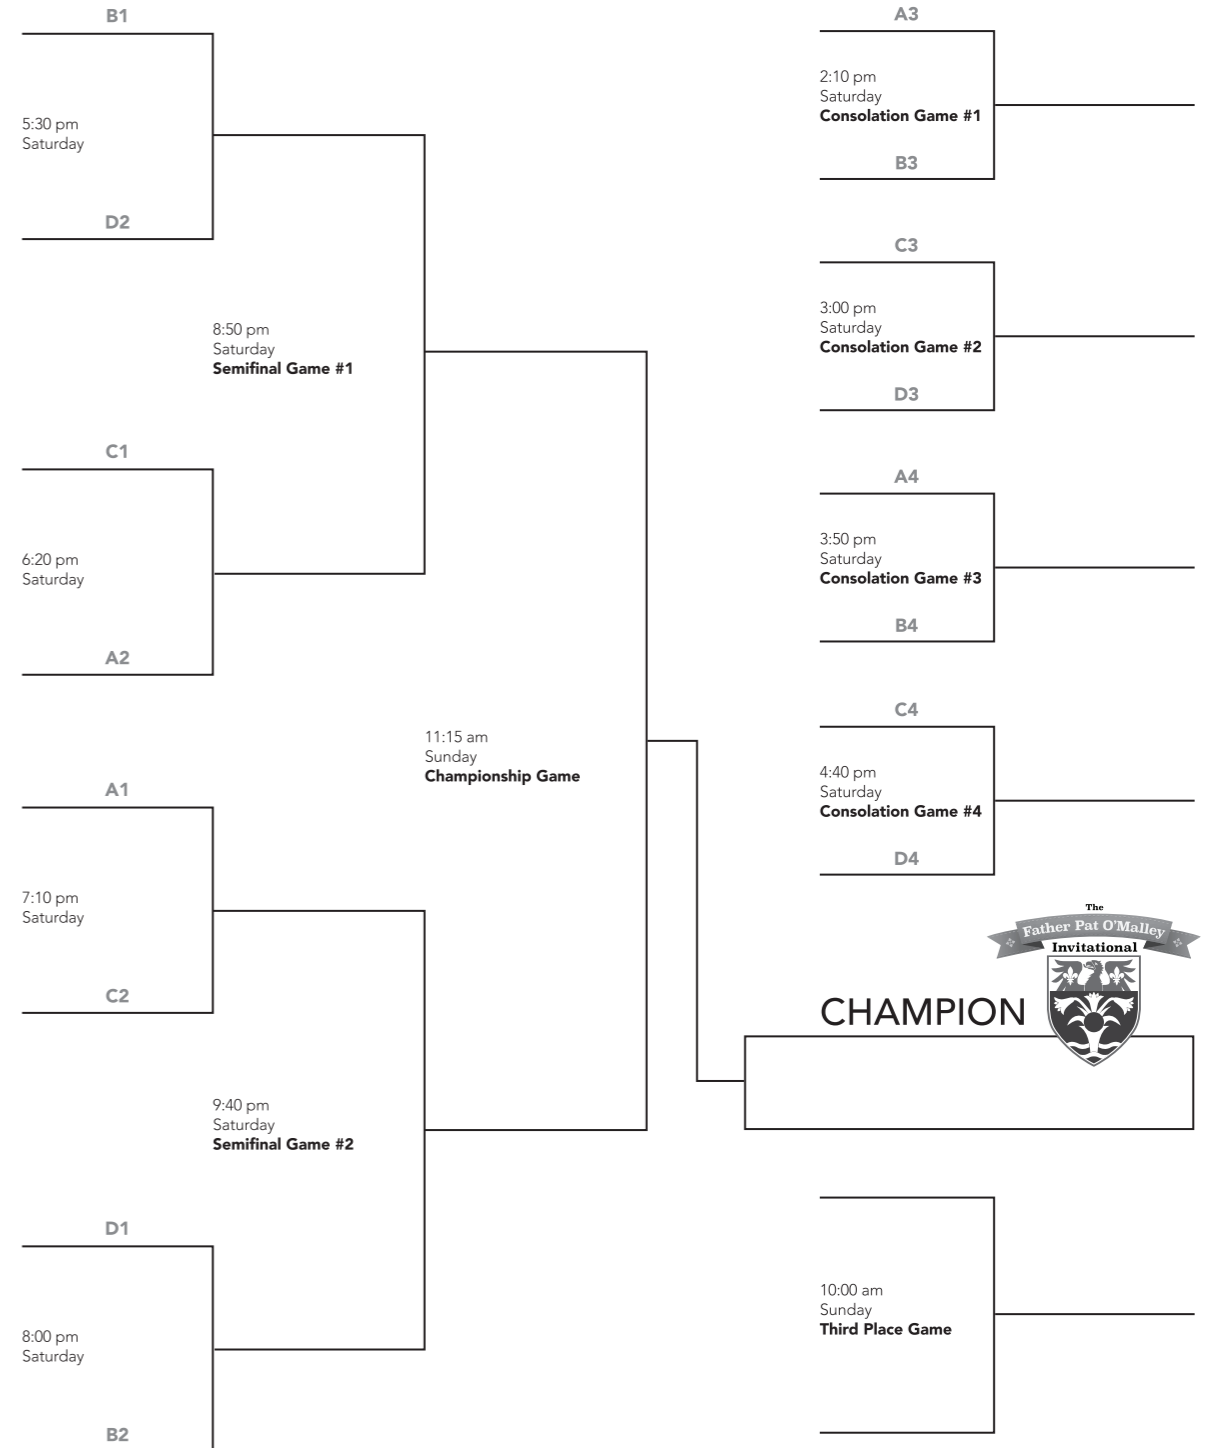 B1
5:30 pm
Saturday
D2
8:50 pm
Saturday
Semifinal Game #1
C1
6:20 pm
Saturday
A2
11:15 am
Sunday
Championship Game
A1
7:10 pm
Saturday
C2
9:40 pm
Saturday
Semifinal Game #2
D1
8:00 pm
Saturday
B2
A3
2:10 pm
Saturday
Consolation Game #1
B3
C3
3:00 pm
Saturday
Consolation Game #2
D3
A4
3:50 pm
Saturday
Consolation Game #3
B4
C4
4:40 pm
Saturday
Consolation Game #4
D4
The
Father Pat O'Malley
Invitational
CHAMPION
10:00 am
Sunday
Third Place Game